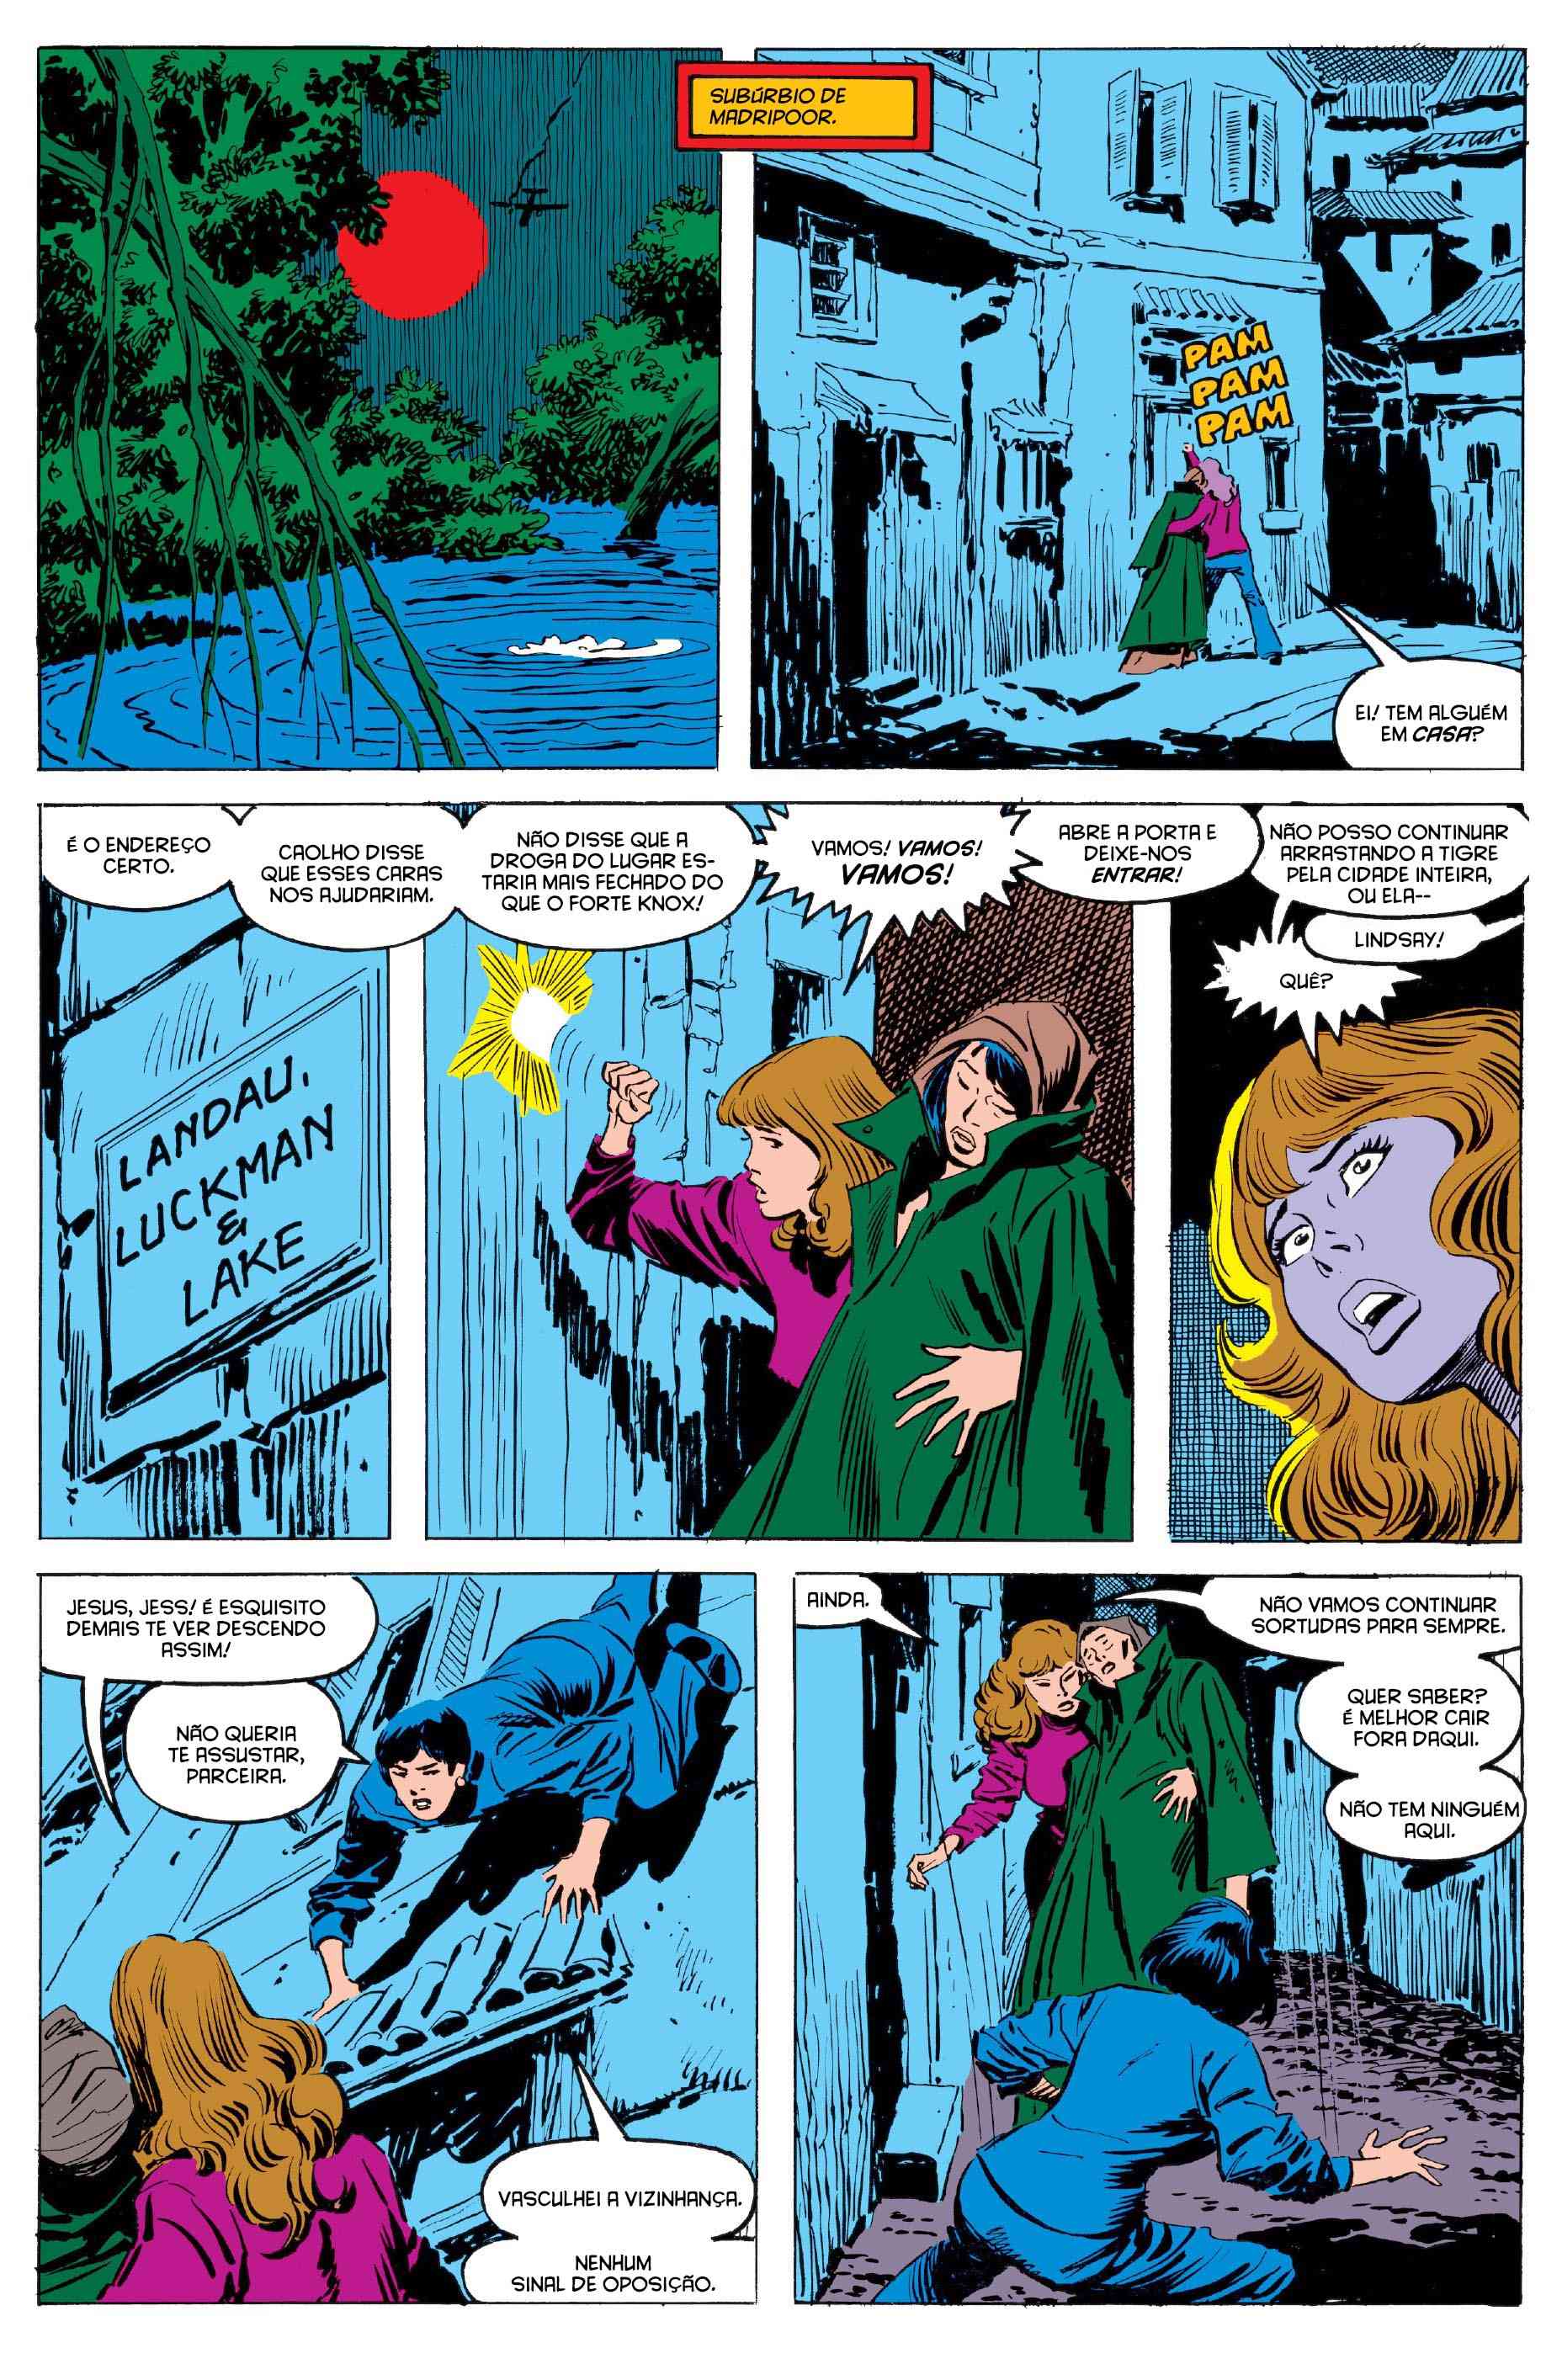 SUBÚRBIO DE
MADRIPOOR.
PAM
PAM
PAM
EI! TEM ALGUÉM
EM CASA?
É O ENDEREÇO
CERTO.
CAOLHO DISSE
QUE ESSES CARAS
NOS AJUDARIAM.
LANDAU,
LUCKMAN
&
LAKE
NÃO DISSE QUE A
DROGA DO LUGAR ES-
TARIA MAIS FECHADO DO
QUE O FORTE KNOX!
VAMOS! VAMOS!
VAMOS!
ABRE A PORTA E
DEIXE-NOS
ENTRAR!
NÃO POSSO CONTINUAR
ARRASTANDO A TIGRE
PELA CIDADE INTEIRA,
OU ELA--
LINDSAY!
QUÊ?
JESUS, JESS! É ESQUISITO
DEMAIS TE VER DESCENDO
ASSIM!
NÃO QUERIA
TE ASSUSTAR,
PARCEIRA.
VASCULHEI A VIZINHANÇA.
NENHUM
SINAL DE OPOSIÇÃO.
AINDA.
NÃO VAMOS CONTINUAR
SORTUDAS PARA SEMPRE.
QUER SABER?
É MELHOR CAIR
FORA DAQUI.
NÃO TEM NINGUÉM
AQUI.